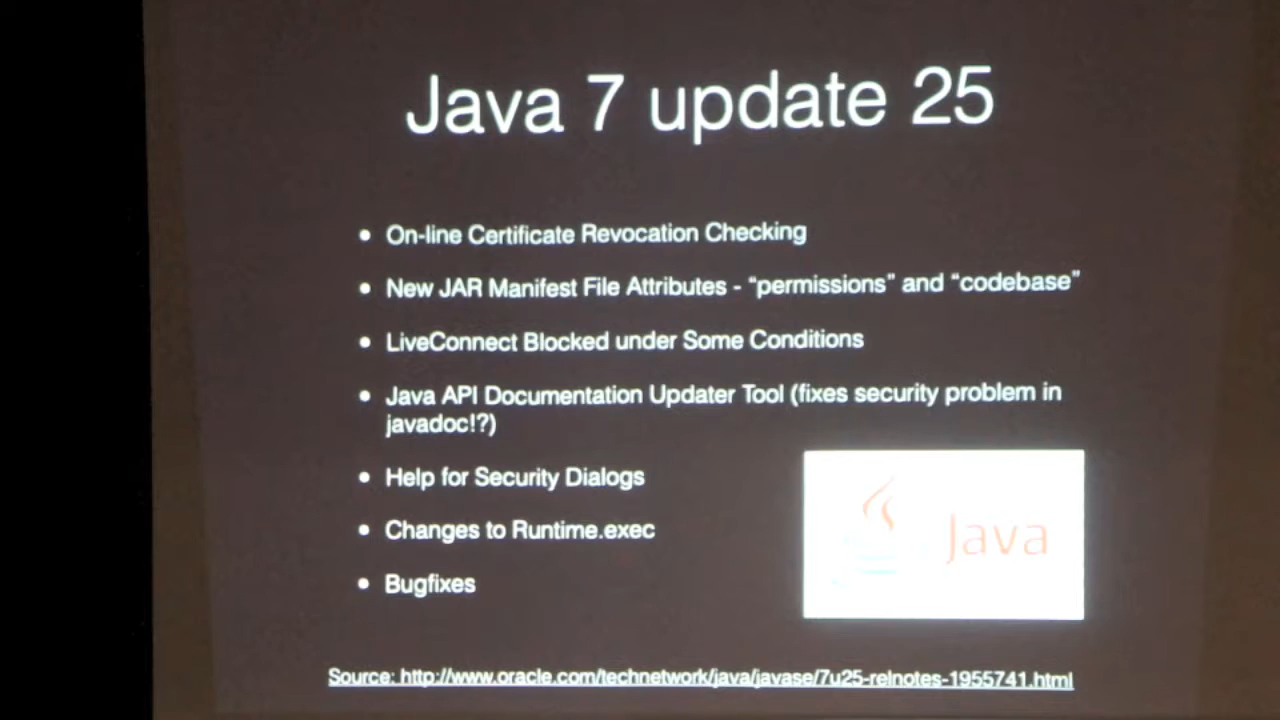 Java 7 update 25
• On-line Certificate Revocation Checking
• New JAR Manifest File Attributes - “permissions” and “codebase”
• LiveConnect Blocked under Some Conditions
• Java API Documentation Updater Tool (fixes security problem in
javadoc!?)
• Help for Security Dialogs
• Changes to Runtime.exec
• Bugfixes
Java
Source: http://www.oracle.com/technetwork/java/javase/7u25-relnotes-1955741.html